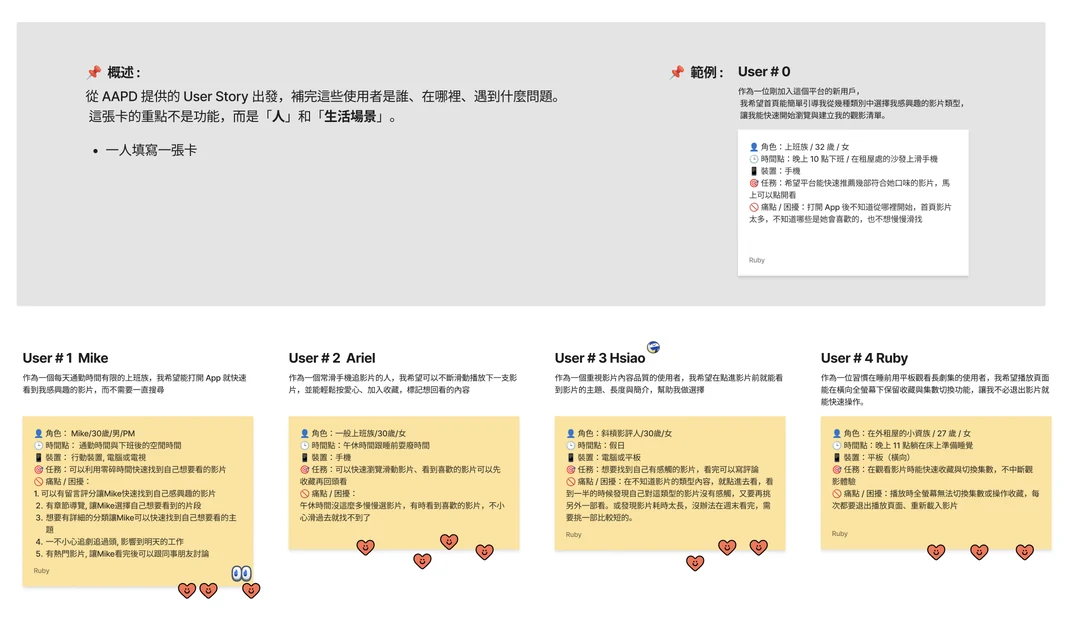 📌 概述 :
從 AAPD 提供的 User Story 出發，補完這些使用者是誰、在哪裡、遇到什麼問題。
這張卡的重點不是功能，而是「人」和「生活場景」。
• 一人填寫一張卡
📌 範例 :
User # 0
作為一位剛加入這個平台的新用戶，
我希望首頁能簡單引導我從幾種類別中選擇我感興趣的影片類型，
讓我能快速開始瀏覽與建立我的觀影清單。
👤 角色：上班族 / 32 歲 / 女
🕒 時間點：晚上 10 點下班 / 在租屋處的沙發上滑手機
📱 裝置：手機
🎯 任務：希望平台能快速推薦幾部符合她口味的影片，馬
上可以點開看
🚫 痛點 / 困擾：打開 App 後不知道從哪裡開始，首頁影片
太多，不知道哪些是她會喜歡的，也不想慢慢滑找
Ruby
User # 1 Mike
作為一個每天通勤時間有限的上班族，我希望能打開 App 就快速
看到我感興趣的影片，而不需要一直搜尋
👤 角色： Mike/30歲/男/PM
🕒 時間點： 通勤時間與下班後的空閒時間
📱 裝置： 行動裝置, 電腦或電視
🎯 任務：可以利用零碎時間快速找到自己想要看的影片
🚫 痛點 / 困擾：
1. 可以有留言評分讓Mike快速找到自己感興趣的影片
2. 有章節導覽, 讓Mike選擇自己想要看到的片段
3. 想要有詳細的分類讓Mike可以快速找到自己想要看的主
題
4. 一不小心追劇追過頭, 影響到明天的工作
5. 有熱門影片, 讓Mike看完後可以跟同事朋友討論
Ruby
User # 2 Ariel
作為一個常滑手機追影片的人，我希望可以不斷滑動播放下一支影
片，並能輕鬆按愛心、加入收藏，標記想回看的內容
👤 角色：一般上班族/30歲/女
🕒 時間點：午休時間跟睡前耍廢時間
📱 裝置：手機
🎯 任務：可以快速瀏覽滑動影片、看到喜歡的影片可以先
收藏再回頭看
🚫 痛點 / 困擾：
午休時間沒這麼多慢慢選影片，有時看到喜歡的影片，不小
心滑過去就找不到了
User # 3 Hsiao
作為一個重視影片內容品質的使用者，我希望在點進影片前就能看
到影片的主題、長度與簡介，幫助我做選擇
👤 角色：斜槓影評人/30歲/女
🕒 時間點：假日
📱 裝置：電腦或平板
🎯 任務：想要找到自己有感觸的影片，看完可以寫評論
🚫 痛點 / 困擾：在不知道影片的類型內容，就點進去看，看
到一半的時候發現自己對這類型的影片沒有感觸，又要再挑
另外一部看。或發現影片耗時太長，沒辦法在週末看完，需
要挑一部比較短的。
Ruby
User # 4 Ruby
作為一位習慣在睡前用平板觀看長劇集的使用者，我希望播放頁面
能在橫向全螢幕下保留收藏與集數切換功能，讓我不必退出影片就
能快速操作。
👤 角色：在外租屋的小資族 / 27 歲 / 女
🕒 時間點：晚上 11 點躺在床上準備睡覺
📱 裝置：平板（橫向）
🎯 任務：在觀看影片時能快速收藏與切換集數，不中斷觀
影體驗
🚫 痛點 / 困擾：播放時全螢幕無法切換集數或操作收藏，每
次都要退出播放頁面、重新載入影片
Ruby